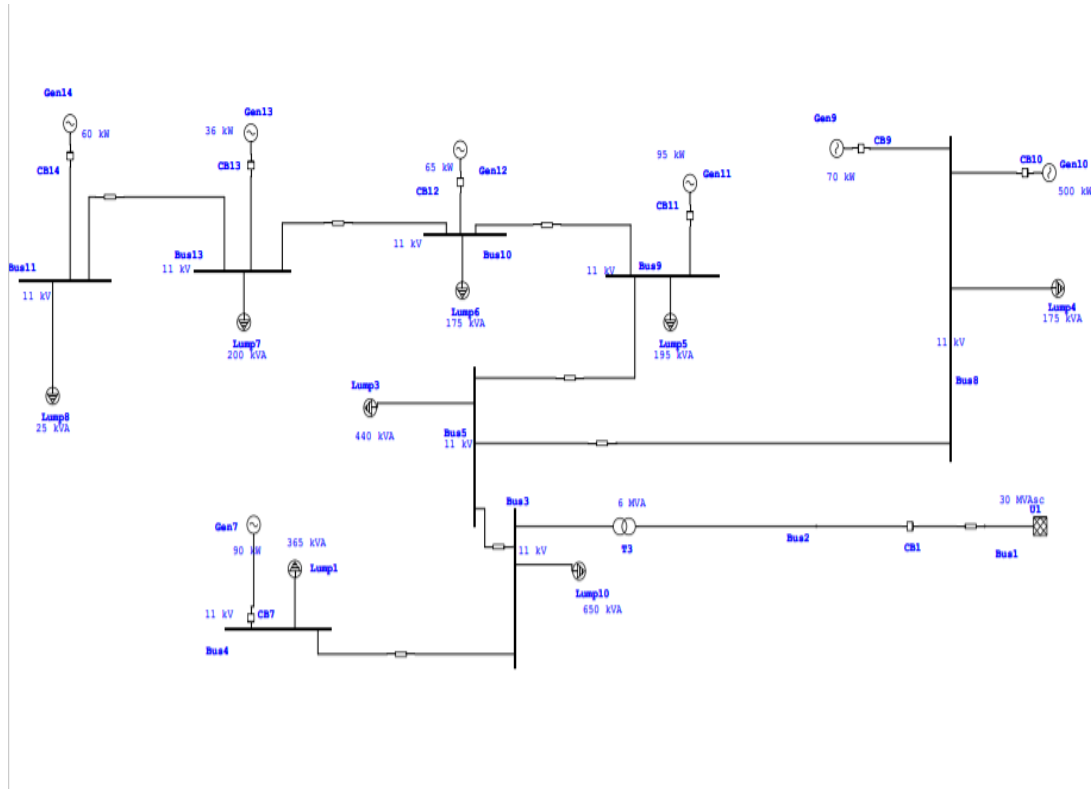 Gen14
60 kW
CB14
Gen13
36 kW
CB13
65 kW
Gen12
CB12
95 kW
Gen11
CB11
Gen9
CB9
70 kW
CB10
Gen10
500 kW
Bus11
11 kV
Bus13
11 kV
11 kV
Bus10
Bus9
11 kV
Lump7
200 kVA
Lump6
175 kVA
Lump5
195 kVA
Lump4
175 kVA
11 kV
Bus8
Lump8
25 kVA
Lump3
440 kVA
Bus5
11 kV
Bus3
11 kV
6 MVA
T3
Bus2
CB1
30 MVAsc
U1
Bus1
Lump10
650 kVA
Gen7
90 kW
365 kVA
Lump1
11 kV
CB7
Bus4